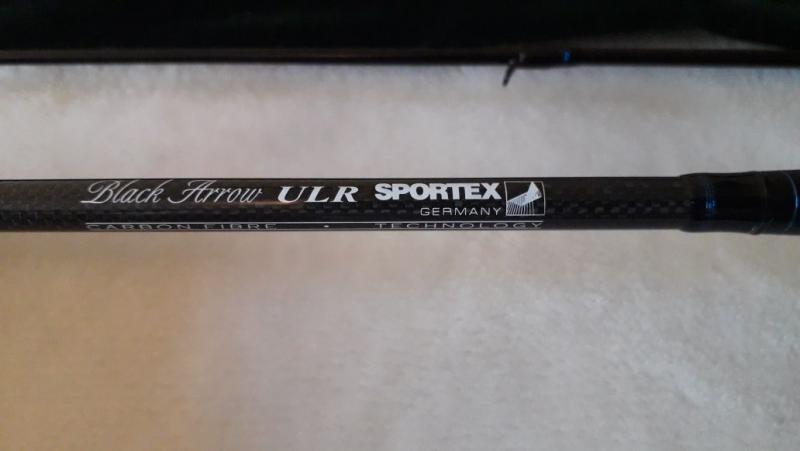 Black Arrow ULR SPORTEX
GERMANY
CARBON FIBRE • TECHNOLOGY